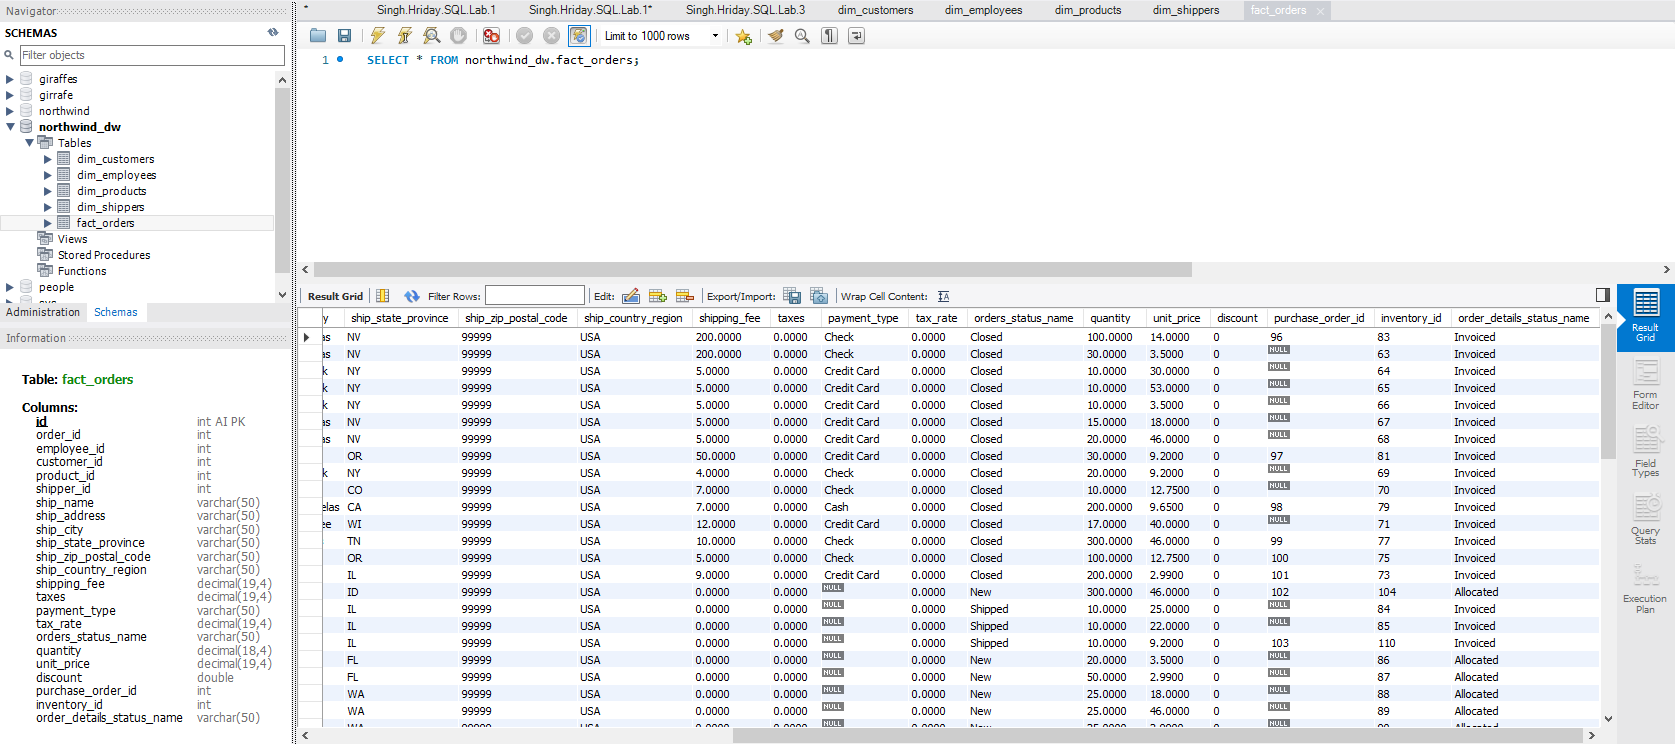 Navigator
* Singh.Hriday.SQL.Lab.1 Singh.Hriday.SQL.Lab.1* Singh.Hriday.SQL.Lab.3 dim_customers dim_employees dim_products dim_shippers fact_orders
SCHEMAS
Filter objects
giraffes
girrafe
northwind
northwind_dw
Tables
dim_customers
dim_employees
dim_products
dim_shippers
fact_orders
Views
Stored Procedures
Functions
people
Administration Schemas
Information
Table: fact_orders
Columns:
id int AI PK
order_id int
employee_id int
customer_id int
product_id int
shipper_id int
ship_name varchar(50)
ship_address varchar(50)
ship_city varchar(50)
ship_state_province varchar(50)
ship_zip_postal_code varchar(50)
ship_country_region varchar(50)
shipping_fee decimal(19,4)
taxes decimal(19,4)
payment_type varchar(50)
tax_rate decimal(19,4)
orders_status_name varchar(50)
quantity decimal(18,4)
unit_price decimal(19,4)
discount double
purchase_order_id int
inventory_id int
order_details_status_name varchar(50)
Limit to 1000 rows
1 SELECT * FROM northwind_dw.fact_orders;
Result Grid Filter Rows: Edit: Export/Import: Wrap Cell Content:
y ship_state_province ship_zip_postal_code ship_country_region shipping_fee taxes payment_type tax_rate orders_status_name quantity unit_price discount purchase_order_id inventory_id order_details_status_name
as NV 99999 USA 200.0000 0.0000 Check 0.0000 Closed 100.0000 14.0000 0 96 83 Invoiced
as NV 99999 USA 200.0000 0.0000 Check 0.0000 Closed 30.0000 3.5000 0 NULL 63 Invoiced
k NY 99999 USA 5.0000 0.0000 Credit Card 0.0000 Closed 10.0000 30.0000 0 NULL 64 Invoiced
k NY 99999 USA 5.0000 0.0000 Credit Card 0.0000 Closed 10.0000 53.0000 0 NULL 65 Invoiced
k NY 99999 USA 5.0000 0.0000 Credit Card 0.0000 Closed 10.0000 3.5000 0 NULL 66 Invoiced
as NV 99999 USA 5.0000 0.0000 Credit Card 0.0000 Closed 15.0000 18.0000 0 NULL 67 Invoiced
as NV 99999 USA 5.0000 0.0000 Credit Card 0.0000 Closed 20.0000 46.0000 0 NULL 68 Invoiced
OR 99999 USA 50.0000 0.0000 Credit Card 0.0000 Closed 30.0000 9.2000 0 97 81 Invoiced
k NY 99999 USA 4.0000 0.0000 Check 0.0000 Closed 20.0000 9.2000 0 NULL 69 Invoiced
CO 99999 USA 7.0000 0.0000 Check 0.0000 Closed 10.0000 12.7500 0 NULL 70 Invoiced
elas CA 99999 USA 7.0000 0.0000 Cash 0.0000 Closed 200.0000 9.6500 0 98 79 Invoiced
ee WI 99999 USA 12.0000 0.0000 Credit Card 0.0000 Closed 17.0000 40.0000 0 NULL 71 Invoiced
TN 99999 USA 10.0000 0.0000 Check 0.0000 Closed 300.0000 46.0000 0 99 77 Invoiced
OR 99999 USA 5.0000 0.0000 Check 0.0000 Closed 100.0000 12.7500 0 100 75 Invoiced
IL 99999 USA 9.0000 0.0000 Credit Card 0.0000 Closed 200.0000 2.9900 0 101 73 Invoiced
ID 99999 USA 0.0000 0.0000 NULL 0.0000 New 300.0000 46.0000 0 102 104 Allocated
IL 99999 USA 0.0000 0.0000 NULL 0.0000 Shipped 10.0000 25.0000 0 NULL 84 Invoiced
IL 99999 USA 0.0000 0.0000 NULL 0.0000 Shipped 10.0000 22.0000 0 NULL 85 Invoiced
IL 99999 USA 0.0000 0.0000 NULL 0.0000 Shipped 10.0000 9.2000 0 103 110 Invoiced
FL 99999 USA 0.0000 0.0000 NULL 0.0000 New 20.0000 3.5000 0 NULL 86 Allocated
FL 99999 USA 0.0000 0.0000 NULL 0.0000 New 50.0000 2.9900 0 NULL 87 Allocated
WA 99999 USA 0.0000 0.0000 NULL 0.0000 New 25.0000 18.0000 0 NULL 88 Allocated
WA 99999 USA 0.0000 0.0000 NULL 0.0000 New 25.0000 46.0000 0 NULL 89 Allocated
Result
Grid
Form
Editor
Field
Types
Query
Stats
Execution
Plan